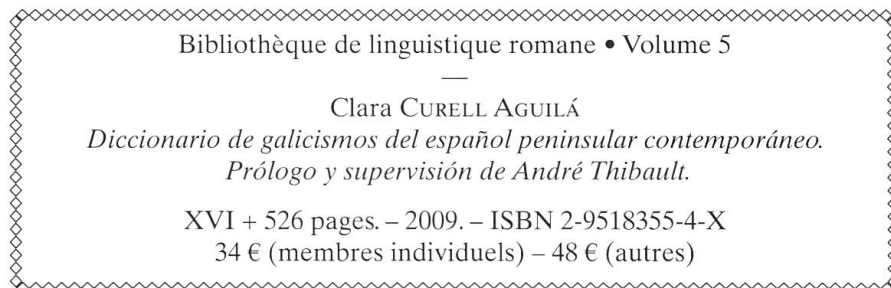 Bibliothèque de linguistique romane • Volume 5
—
Clara CURELL AGUILÁ
Diccionario de galicismos del español peninsular contemporáneo.
Prólogo y supervisión de André Thibault.
XVI + 526 pages. – 2009. – ISBN 2-9518355-4-X
34 € (membres individuels) – 48 € (autres)